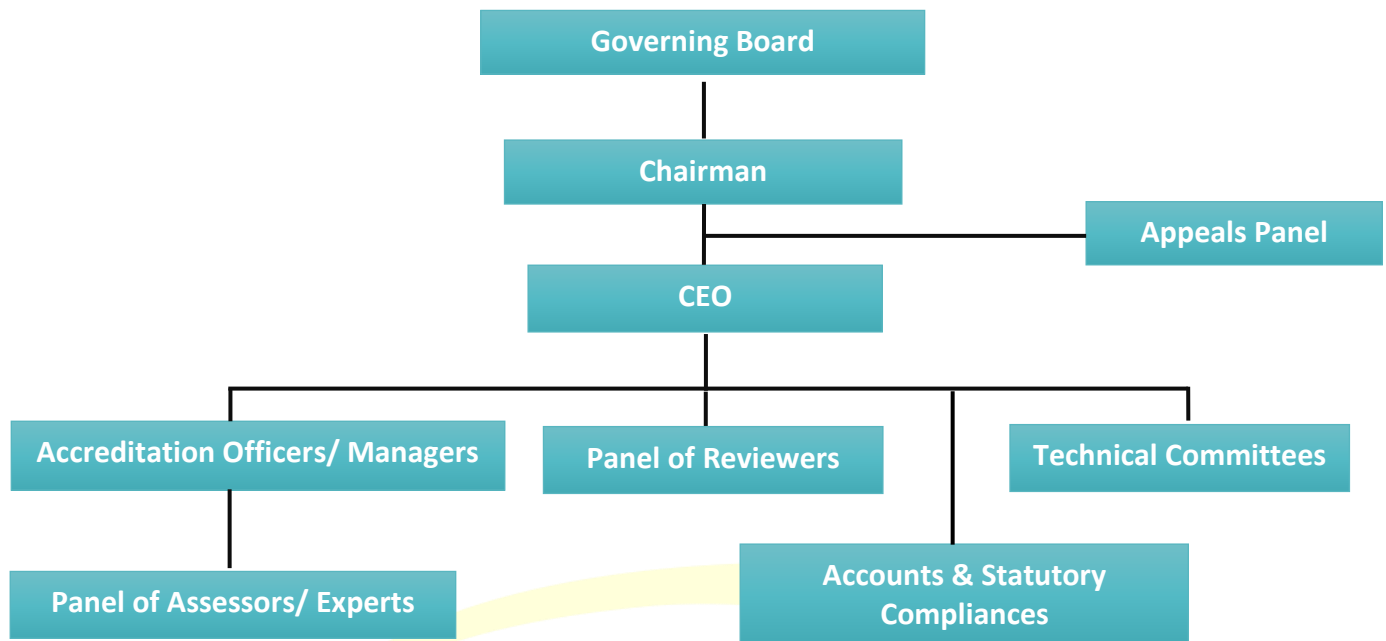 Governing Board
Chairman
Appeals Panel
CEO
Accreditation Officers/ Managers
Panel of Reviewers
Technical Committees
Panel of Assessors/ Experts
Accounts & Statutory
Compliances